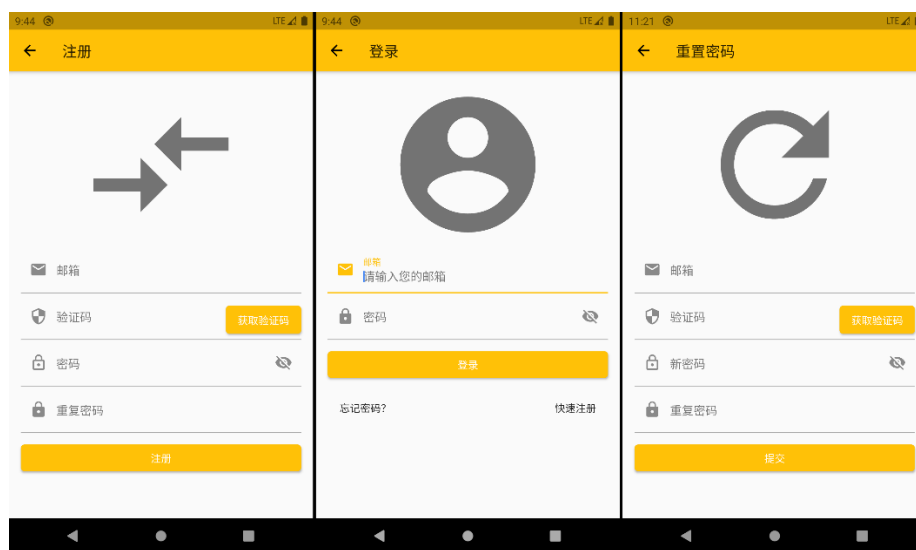 9:44
LTE
注册
邮箱
验证码
获取验证码
密码
重复密码
注册
9:44
LTE
登录
邮箱
请输入您的邮箱
密码
登录
忘记密码?
快速注册
11:21
LTE
重置密码
邮箱
验证码
获取验证码
新密码
重复密码
提交